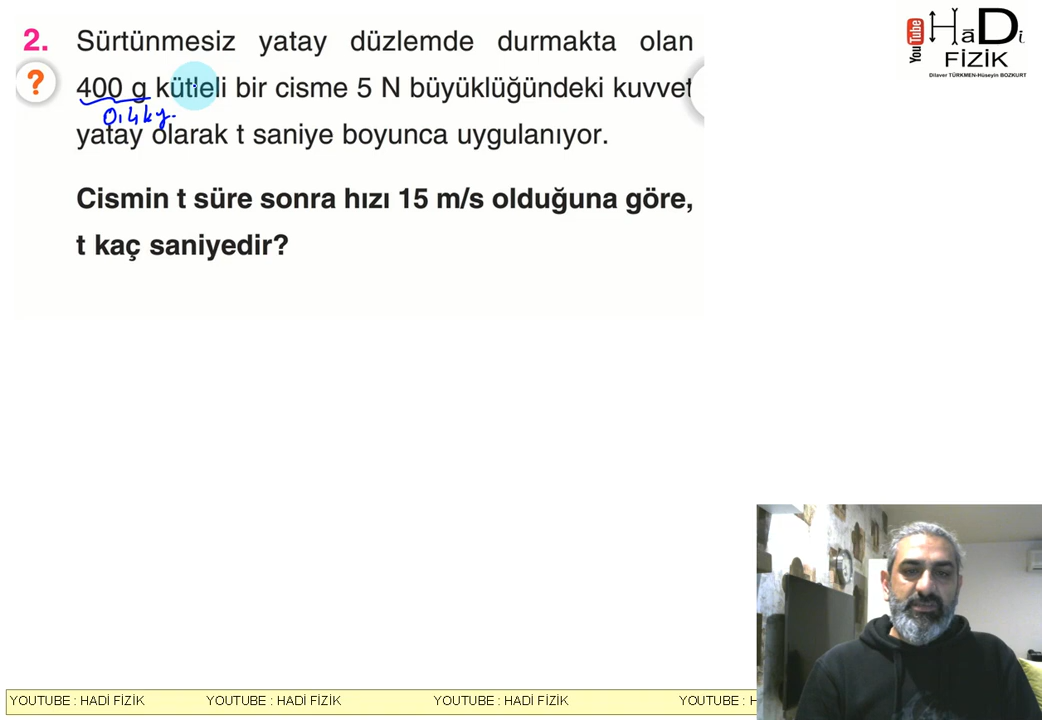 2. Sürtünmesiz yatay düzlemde durmakta olan
? 400 g kütleli bir cisme 5 N büyüklüğündeki kuvvet
0,4 kg.
yatay olarak t saniye boyunca uygulanıyor.
Cismin t süre sonra hızı 15 m/s olduğuna göre,
t kaç saniyedir?
YouTube HaDi
FİZİK
Dilaver TÜRKMEN-Hüseyin BOZKURT
YOUTUBE : HADİ FİZİK YOUTUBE : HADİ FİZİK YOUTUBE : HADİ FİZİK YOUTUBE : H